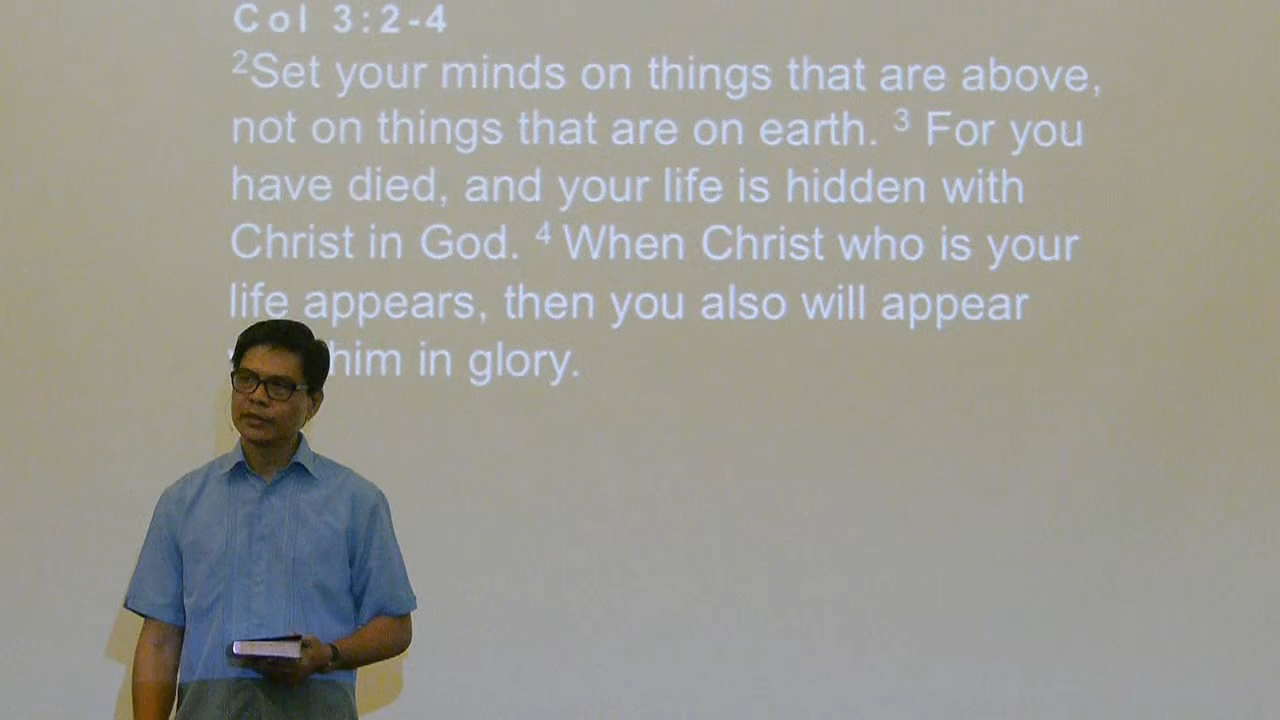 Col 3:2-4
²Set your minds on things that are above,
not on things that are on earth. ³ For you
have died, and your life is hidden with
Christ in God. ⁴ When Christ who is your
life appears, then you also will appear
him in glory.